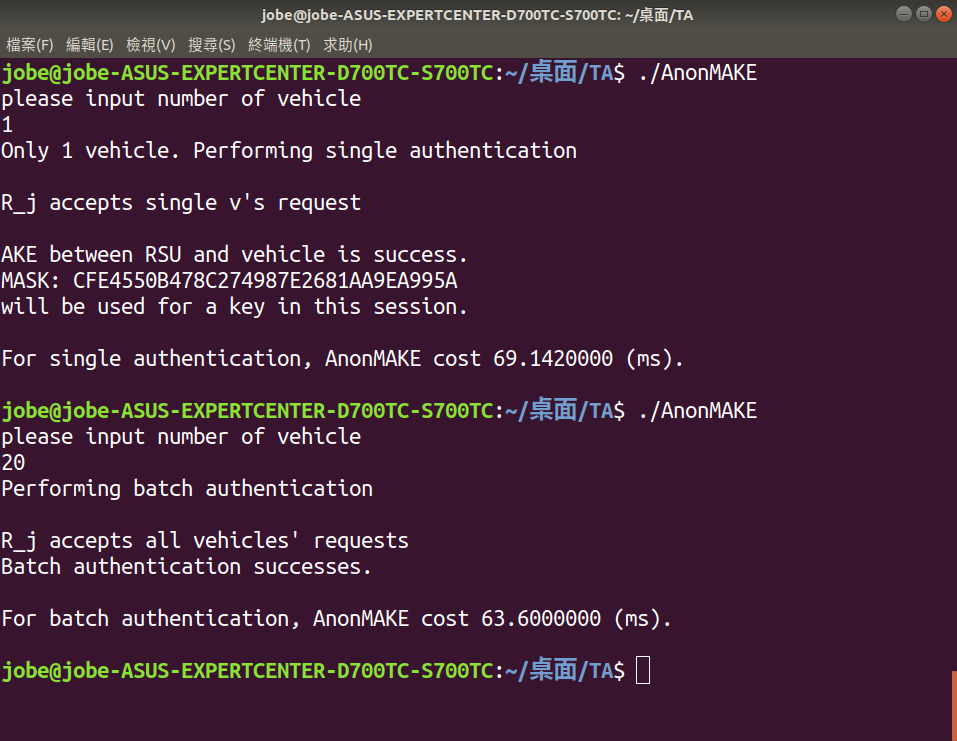 jobe@jobe-ASUS-EXPERTCENTER-D700TC-S700TC: ~/桌面/TA
檔案(F) 編輯(E) 檢視(V) 搜尋(S) 終端機(T) 求助(H)
jobe@jobe-ASUS-EXPERTCENTER-D700TC-S700TC:~/桌面/TA$ ./AnonMAKE
please input number of vehicle
1
Only 1 vehicle. Performing single authentication
R_j accepts single v's request
AKE between RSU and vehicle is success.
MASK: CFE4550B478C274987E2681AA9EA995A
will be used for a key in this session.
For single authentication, AnonMAKE cost 69.1420000 (ms).
jobe@jobe-ASUS-EXPERTCENTER-D700TC-S700TC:~/桌面/TA$ ./AnonMAKE
please input number of vehicle
20
Performing batch authentication
R_j accepts all vehicles' requests
Batch authentication successes.
For batch authentication, AnonMAKE cost 63.6000000 (ms).
jobe@jobe-ASUS-EXPERTCENTER-D700TC-S700TC:~/桌面/TA$